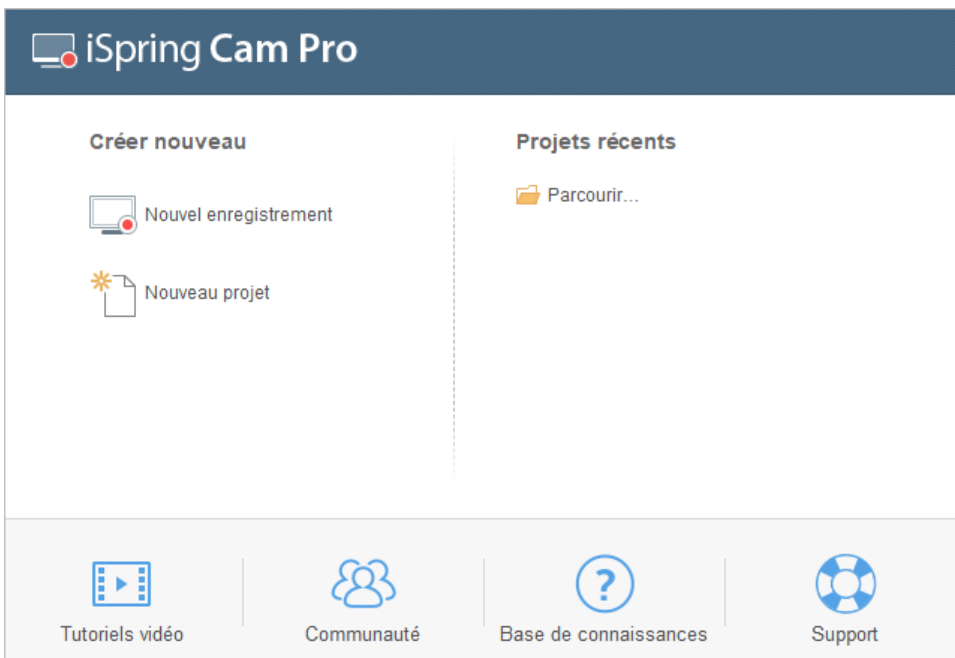 iSpring Cam Pro
Créer nouveau
Nouvel enregistrement
Nouveau projet
Projets récents
Parcourir...
Tutoriels vidéo
Communauté
Base de connaissances
Support